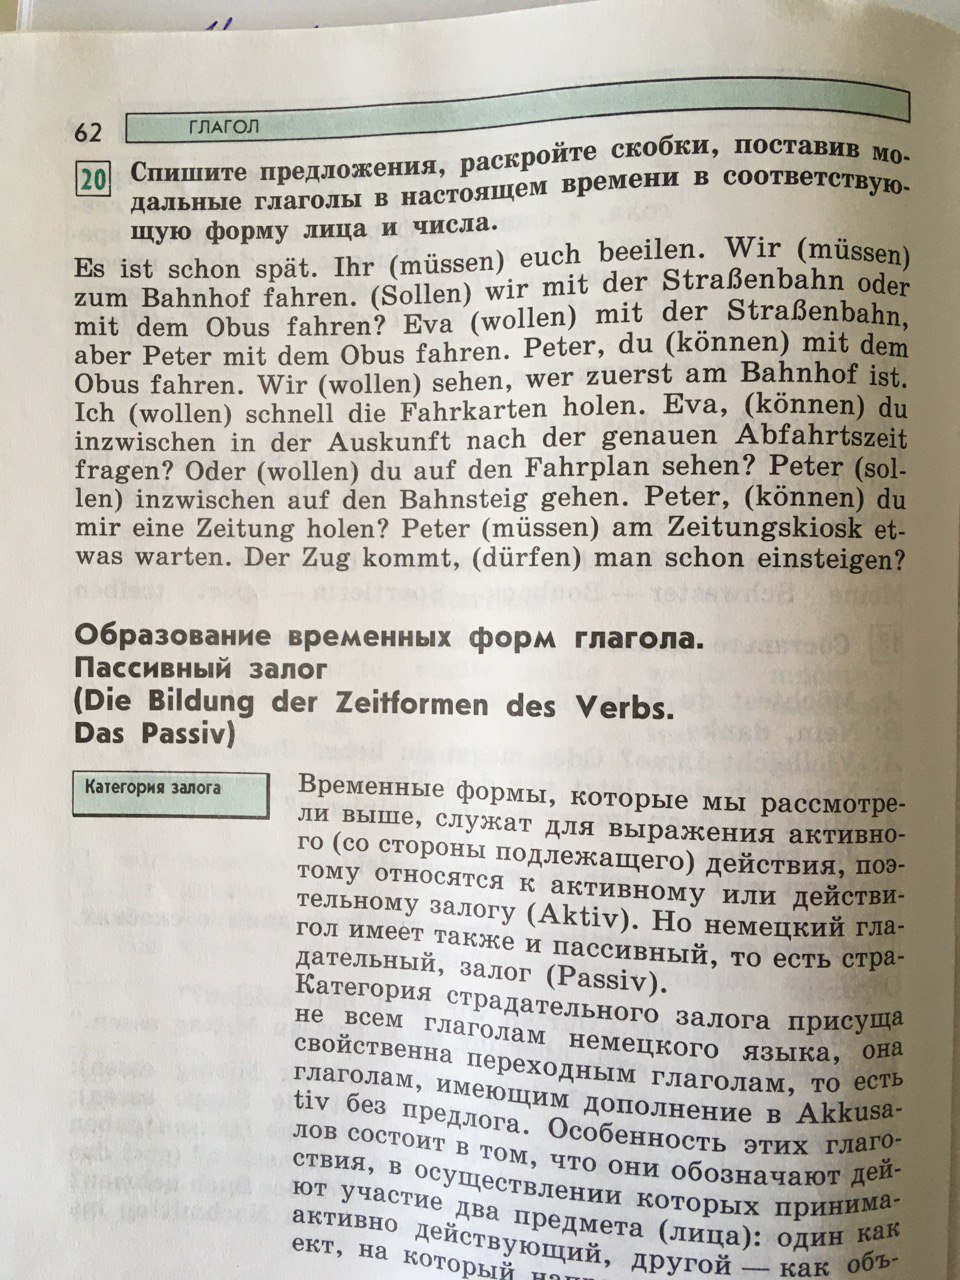 62
ГЛАГОЛ
20 Спишите предложения, раскройте скобки, поставив мо-
дальные глаголы в настоящем времени в соответствую-
щую форму лица и числа.
Es ist schon spät. Ihr (müssen) euch beeilen. Wir (müssen)
zum Bahnhof fahren. (Sollen) wir mit der Straßenbahn oder
mit dem Obus fahren? Eva (wollen) mit der Straßenbahn,
aber Peter mit dem Obus fahren. Peter, du (können) mit dem
Obus fahren. Wir (wollen) sehen, wer zuerst am Bahnhof ist.
Ich (wollen) schnell die Fahrkarten holen. Eva, (können) du
inzwischen in der Auskunft nach der genauen Abfahrtszeit
fragen? Oder (wollen) du auf den Fahrplan sehen? Peter (sol-
len) inzwischen auf den Bahnsteig gehen. Peter, (können) du
mir eine Zeitung holen? Peter (müssen) am Zeitungskiosk et-
was warten. Der Zug kommt, (dürfen) man schon einsteigen?
Образование временных форм глагола.
Пассивный залог
(Die Bildung der Zeitformen des Verbs.
Das Passiv)
Категория залога
Временные формы, которые мы рассмотре-
ли выше, служат для выражения активно-
го (со стороны подлежащего) действия, поэ-
тому относятся к активному или действи-
тельному залогу (Aktiv). Но немецкий гла-
гол имеет также и пассивный, то есть стра-
дательный, залог (Passiv).
Категория страдательного залога присуща
не всем глаголам немецкого языка, она
свойственна переходным глаголам, то есть
глаголам, имеющим дополнение в Akkusa-
tiv без предлога. Особенность этих глаго-
лов состоит в том, что они обозначают дей-
ствия, в осуществлении которых принима-
ют участие два предмета (лица): один как
активно действующий, другой — как объ-
ект, на который